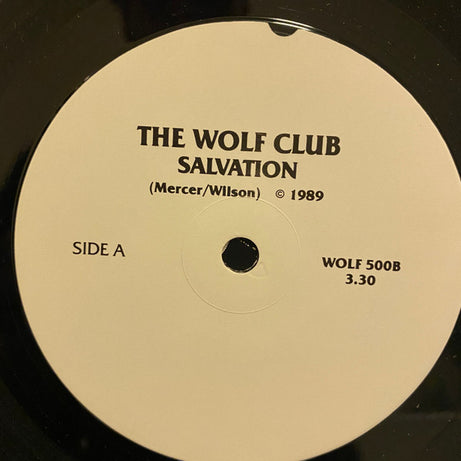 THE WOLF CLUB
SALVATION
(Mercer/Wilson) © 1989
SIDE A
WOLF 500B
3.30